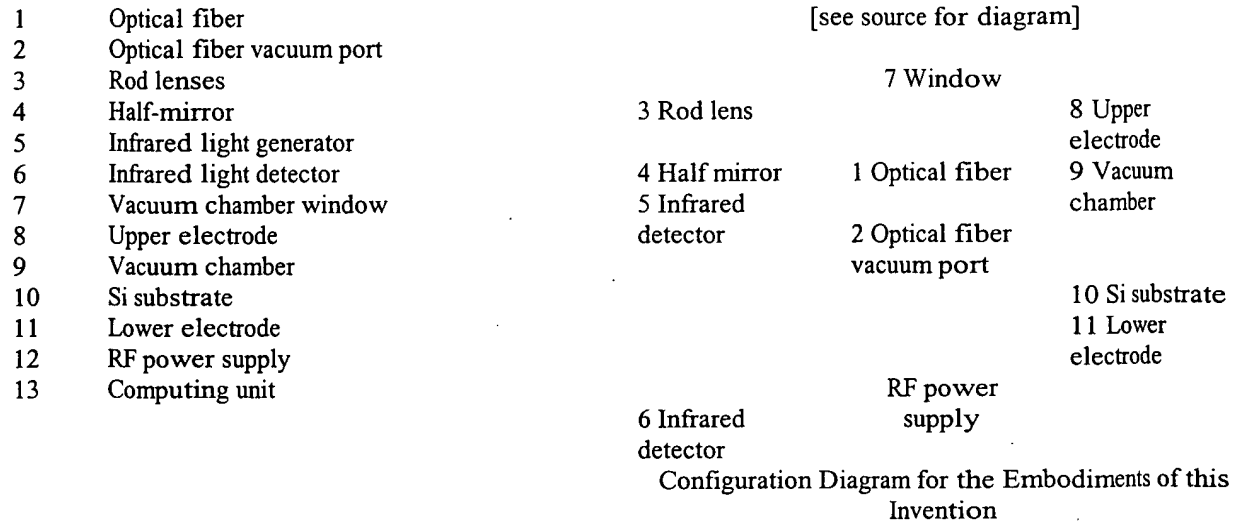 1 Optical fiber
2 Optical fiber vacuum port
3 Rod lenses
4 Half-mirror
5 Infrared light generator
6 Infrared light detector
7 Vacuum chamber window
8 Upper electrode
9 Vacuum chamber
10 Si substrate
11 Lower electrode
12 RF power supply
13 Computing unit
[see source for diagram]
7 Window
3 Rod lens
8 Upper
electrode
4 Half mirror
1 Optical fiber
9 Vacuum
chamber
5 Infrared
detector
2 Optical fiber
vacuum port
10 Si substrate
11 Lower
electrode
RF power
supply
6 Infrared
detector
Configuration Diagram for the Embodiments of this
Invention